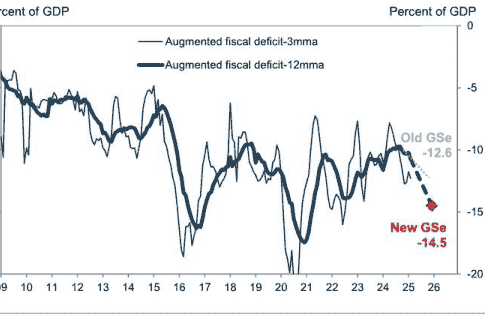 rcent of GDP
Percent of GDP
0
Augmented fiscal deficit-3mma
Augmented fiscal deficit-12mma
-5
Old GSe
-12.6
-10
-15
New GSe
-14.5
-20
09 10 11 12 13 14 15 16 17 18 19 20 21 22 23 24 25 26